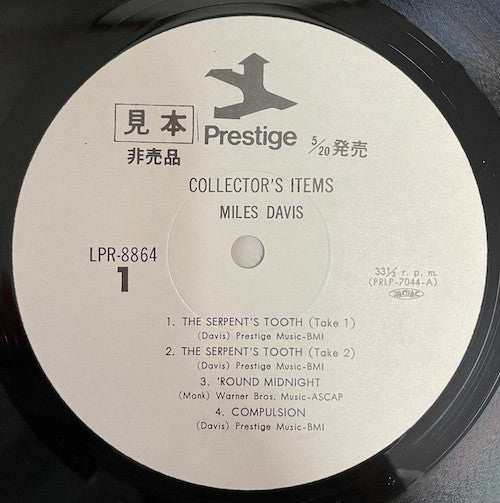 見本
非売品
Prestige
5/20 発売
COLLECTOR'S ITEMS
MILES DAVIS
LPR-8864
1
33⅓ r. p. m.
(PRLP-7044-A)
JASRAC
1. THE SERPENT'S TOOTH (Take 1)
(Davis) Prestige Music-BMI
2. THE SERPENT'S TOOTH (Take 2)
(Davis) Prestige Music-BMI
3. 'ROUND MIDNIGHT
(Monk) Warner Bros. Music-ASCAP
4. COMPULSION
(Davis) Prestige Music-BMI